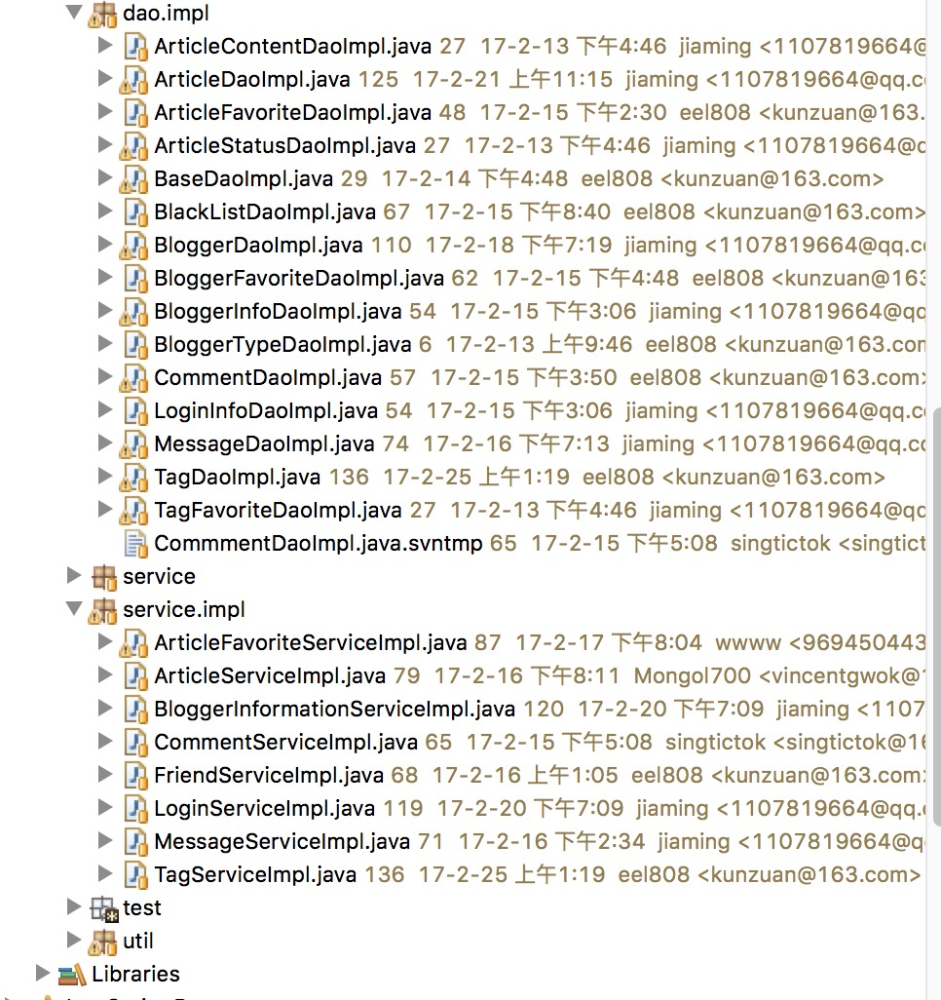 dao.impl
ArticleContentDaoImpl.java 27 17-2-13 下午4:46 jiaming <1107819664@
ArticleDaoImpl.java 125 17-2-21 上午11:15 jiaming <1107819664@qq.co
ArticleFavoriteDaoImpl.java 48 17-2-15 下午2:30 eel808 <kunzuan@163.
ArticleStatusDaoImpl.java 27 17-2-13 下午4:46 jiaming <1107819664@q
BaseDaoImpl.java 29 17-2-14 下午4:48 eel808 <kunzuan@163.com>
BlackListDaoImpl.java 67 17-2-15 下午8:40 eel808 <kunzuan@163.com>
BloggerDaoImpl.java 110 17-2-18 下午7:19 jiaming <1107819664@qq.co
BloggerFavoriteDaoImpl.java 62 17-2-15 下午4:48 eel808 <kunzuan@163
BloggerInfoDaoImpl.java 54 17-2-15 下午3:06 jiaming <1107819664@qq
BloggerTypeDaoImpl.java 6 17-2-13 上午9:46 eel808 <kunzuan@163.com
CommentDaoImpl.java 57 17-2-15 下午3:50 eel808 <kunzuan@163.com>
LoginInfoDaoImpl.java 54 17-2-15 下午3:06 jiaming <1107819664@qq.co
MessageDaoImpl.java 74 17-2-16 下午7:13 jiaming <1107819664@qq.co
TagDaoImpl.java 136 17-2-25 上午1:19 eel808 <kunzuan@163.com>
TagFavoriteDaoImpl.java 27 17-2-13 下午4:46 jiaming <1107819664@qq
CommmentDaoImpl.java.svntmp 65 17-2-15 下午5:08 singtictok <singtict
service
service.impl
ArticleFavoriteServiceImpl.java 87 17-2-17 下午8:04 wwww <969450443
ArticleServiceImpl.java 79 17-2-16 下午8:11 Mongol700 <vincentgwok@1
BloggerInformationServiceImpl.java 120 17-2-20 下午7:09 jiaming <1107
CommentServiceImpl.java 65 17-2-15 下午5:08 singtictok <singtictok@16
FriendServiceImpl.java 68 17-2-16 上午1:05 eel808 <kunzuan@163.com>
LoginServiceImpl.java 119 17-2-20 下午7:09 jiaming <1107819664@qq.
MessageServiceImpl.java 71 17-2-16 下午2:34 jiaming <1107819664@q
TagServiceImpl.java 136 17-2-25 上午1:19 eel808 <kunzuan@163.com>
test
util
Libraries